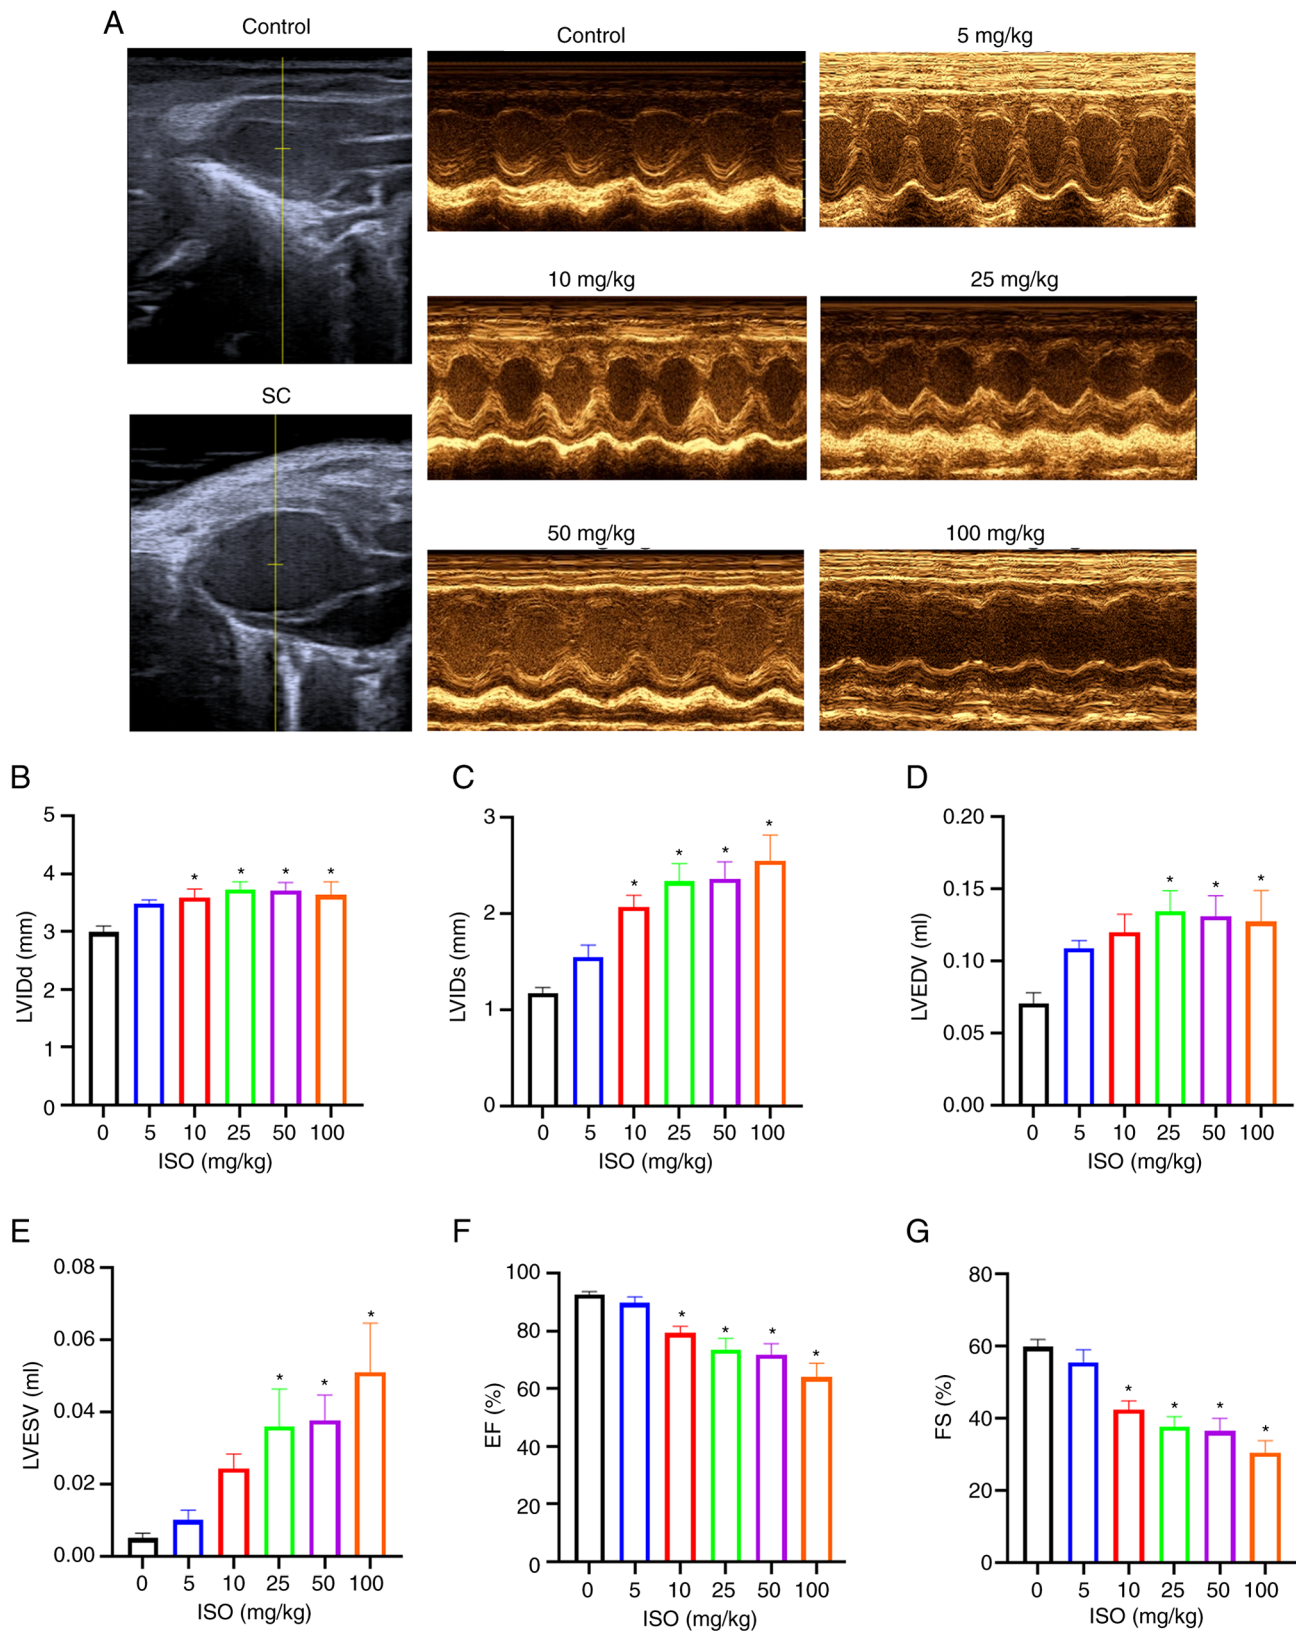 A
Control
Control
5 mg/kg
10 mg/kg
25 mg/kg
SC
50 mg/kg
100 mg/kg
B
C
D
5
4
3
2
1
0
LVIDd (mm)
* * * *
0 5 10 25 50 100
ISO (mg/kg)
3
2
1
0
LVIDs (mm)
* * * *
0 5 10 25 50 100
ISO (mg/kg)
0.20
0.15
0.10
0.05
0.00
LVEDV (ml)
* * *
0 5 10 25 50 100
ISO (mg/kg)
E
F
G
0.08
0.06
0.04
0.02
0.00
LVESV (ml)
* * *
0 5 10 25 50 100
ISO (mg/kg)
100
80
60
40
20
0
EF (%)
* * * *
0 5 10 25 50 100
ISO (mg/kg)
80
60
40
20
0
FS (%)
* * * *
0 5 10 25 50 100
ISO (mg/kg)